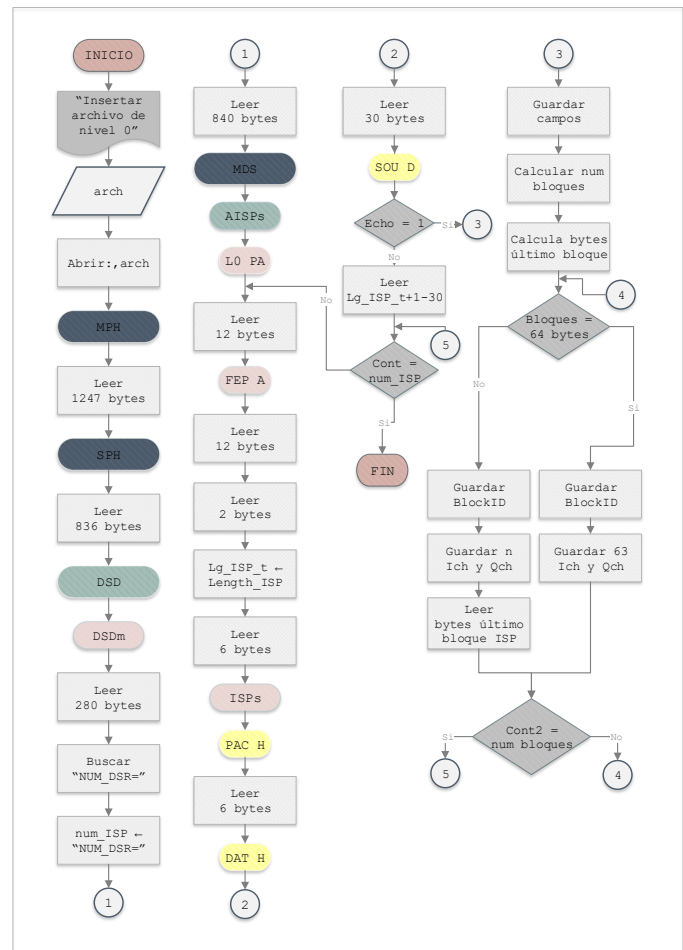 INICIO
"Insertar
archivo de
nivel 0"
arch
Abrir:,arch
MPH
Leer
1247 bytes
SPH
Leer
836 bytes
DSD
DSDm
Leer
280 bytes
Buscar
"NUM_DSR="
num_ISP ←
"NUM_DSR="
1
1
Leer
840 bytes
MDS
AISPs
L0 PA
Leer
12 bytes
FEP A
Leer
12 bytes
Leer
2 bytes
Lg_ISP_t ←
Length_ISP
Leer
6 bytes
ISPs
PAC H
Leer
6 bytes
DAT H
2
2
Leer
30 bytes
SOU D
Echo = 1
Si
3
No
Leer
Lg_ISP_t+1-30
No
5
Cont =
num_ISP
Si
FIN
3
Guardar
campos
Calcular num
bloques
Calcula bytes
último bloque
4
Bloques =
64 bytes
No
Si
Guardar
BlockID
Guardar
BlockID
Guardar n
Ich y Qch
Guardar 63
Ich y Qch
Leer
bytes último
bloque ISP
Cont2 =
num bloques
Si
No
5
4